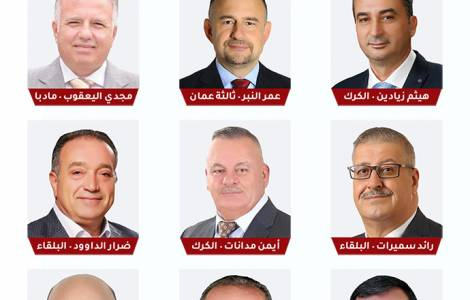 هيثم زيادين - الكرك
عمر النبر - ثالثة عمان
مجدي اليعقوب - مادبا
رائد سميرات - البلقاء
أيمن مدانات - الكرك
ضرار الداوود - البلقاء